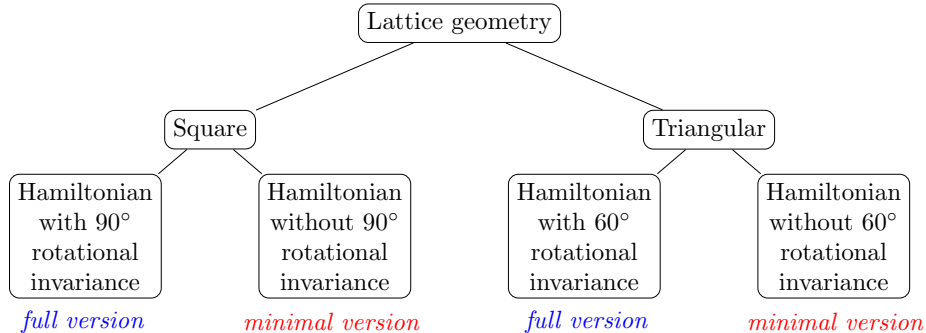 Lattice geometry
Square
Triangular
Hamiltonian
with 90°
rotational
invariance
Hamiltonian
without 90°
rotational
invariance
Hamiltonian
with 60°
rotational
invariance
Hamiltonian
without 60°
rotational
invariance
full version
minimal version
full version
minimal version